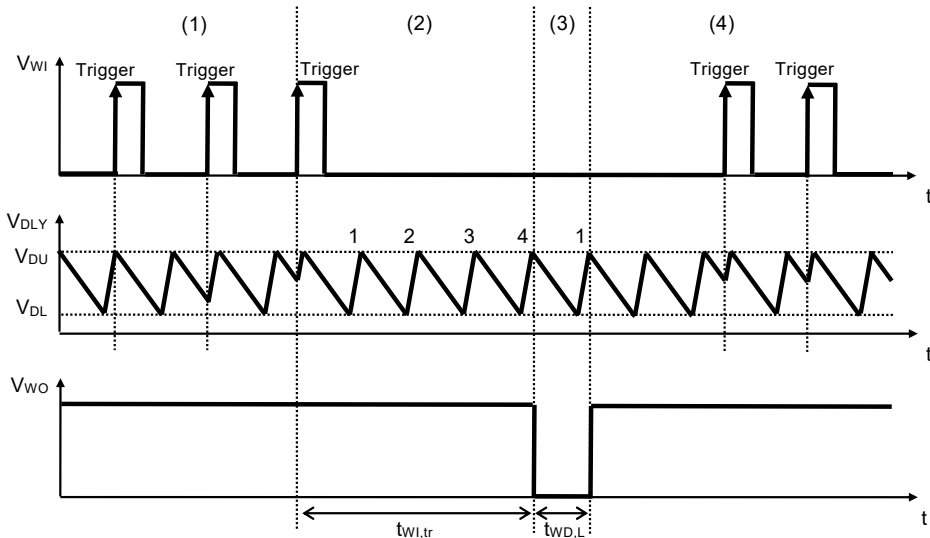 (1) (2) (3) (4)
VWI
Trigger Trigger Trigger Trigger Trigger
t
VDLY
VDU
1 2 3 4 1
VDL
t
VWO
t
tWI,tr tWD,L